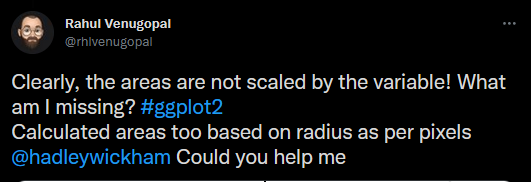 Rahul Venugopal
@rhlvenugopal
Clearly, the areas are not scaled by the variable! What
am I missing? #ggplot2
Calculated areas too based on radius as per pixels
@hadleywickham Could you help me